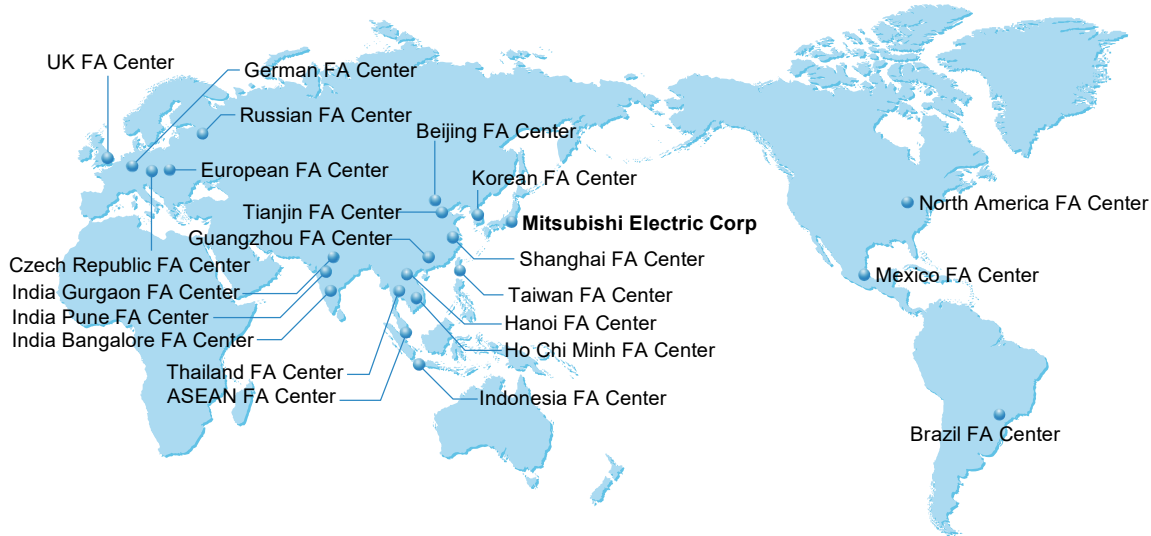 UK FA Center
German FA Center
Russian FA Center
Beijing FA Center
European FA Center
Korean FA Center
North America FA Center
Tianjin FA Center
Mitsubishi Electric Corp
Guangzhou FA Center
Shanghai FA Center
Czech Republic FA Center
Mexico FA Center
India Gurgaon FA Center
Taiwan FA Center
India Pune FA Center
Hanoi FA Center
India Bangalore FA Center
Ho Chi Minh FA Center
Thailand FA Center
ASEAN FA Center
Indonesia FA Center
Brazil FA Center